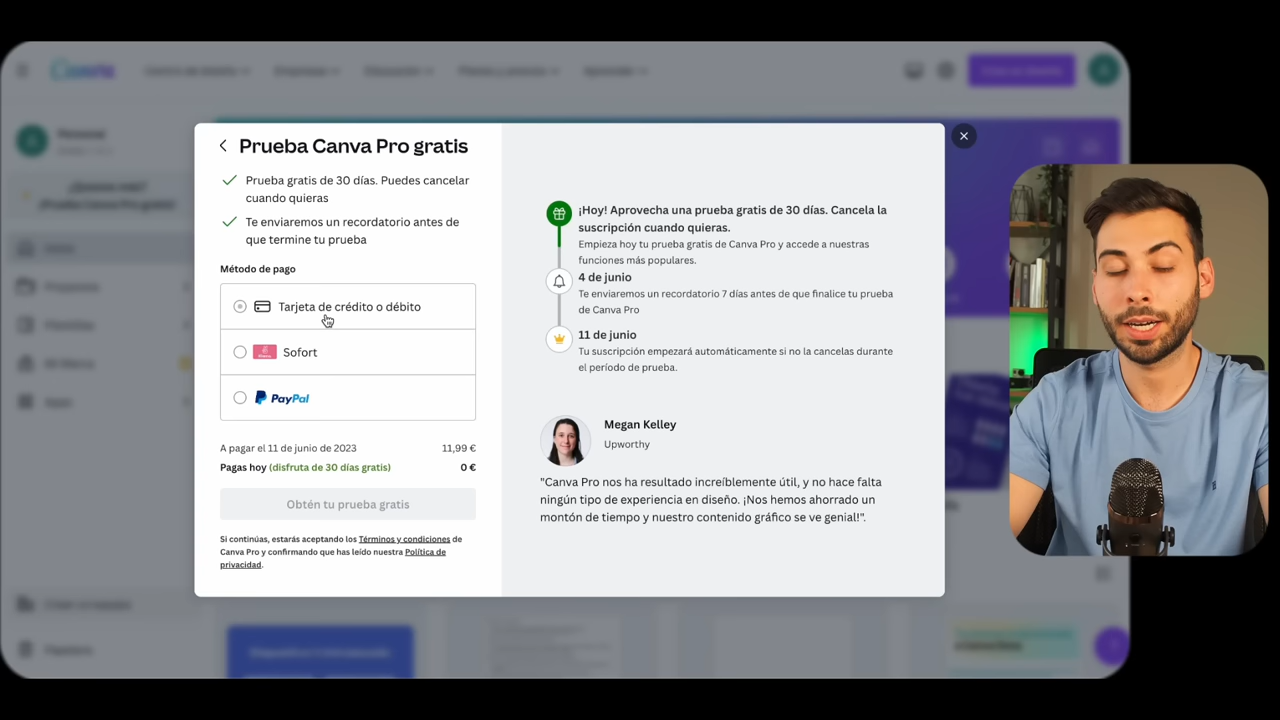 Prueba Canva Pro gratis
Prueba gratis de 30 días. Puedes cancelar
cuando quieras
Te enviaremos un recordatorio antes de
que termine tu prueba
Método de pago
Tarjeta de crédito o débito
Sofort
PayPal
A pagar el 11 de junio de 2023 11,99 €
Pagas hoy (disfruta de 30 días gratis) 0 €
Obtén tu prueba gratis
Si continúas, estarás aceptando los Términos y condiciones de
Canva Pro y confirmando que has leído nuestra Política de
privacidad.
¡Hoy! Aprovecha una prueba gratis de 30 días. Cancela la
suscripción cuando quieras.
Empieza hoy tu prueba gratis de Canva Pro y accede a nuestras
funciones más populares.
4 de junio
Te enviaremos un recordatorio 7 días antes de que finalice tu prueba
de Canva Pro
11 de junio
Tu suscripción empezará automáticamente si no la cancelas durante
el período de prueba.
Megan Kelley
Upworthy
"Canva Pro nos ha resultado increíblemente útil, y no hace falta
ningún tipo de experiencia en diseño. ¡Nos hemos ahorrado un
montón de tiempo y nuestro contenido gráfico se ve genial!".